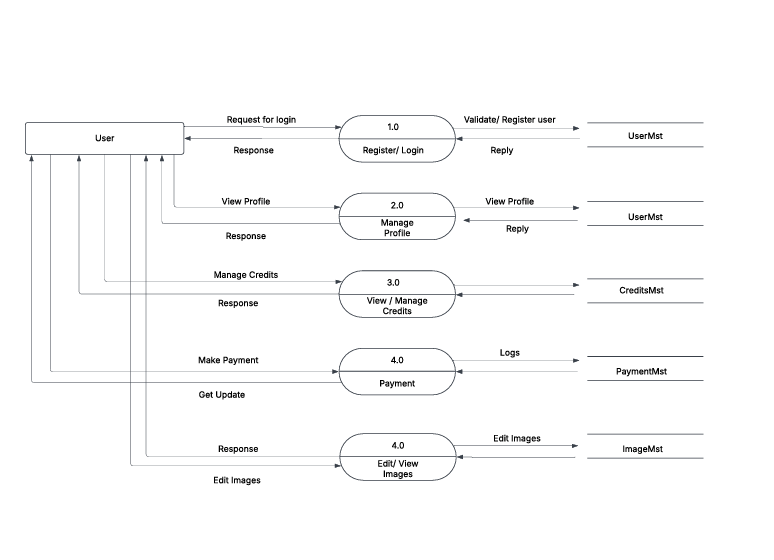 Request for login
1.0
Validate/ Register user
User
UserMst
Response
Register/ Login
Reply
View Profile
2.0
View Profile
UserMst
Response
Manage
Profile
Reply
Manage Credits
3.0
CreditsMst
Response
View / Manage
Credits
Make Payment
4.0
Logs
PaymentMst
Get Update
Payment
Response
4.0
Edit Images
ImageMst
Edit/ View
Images
Edit Images